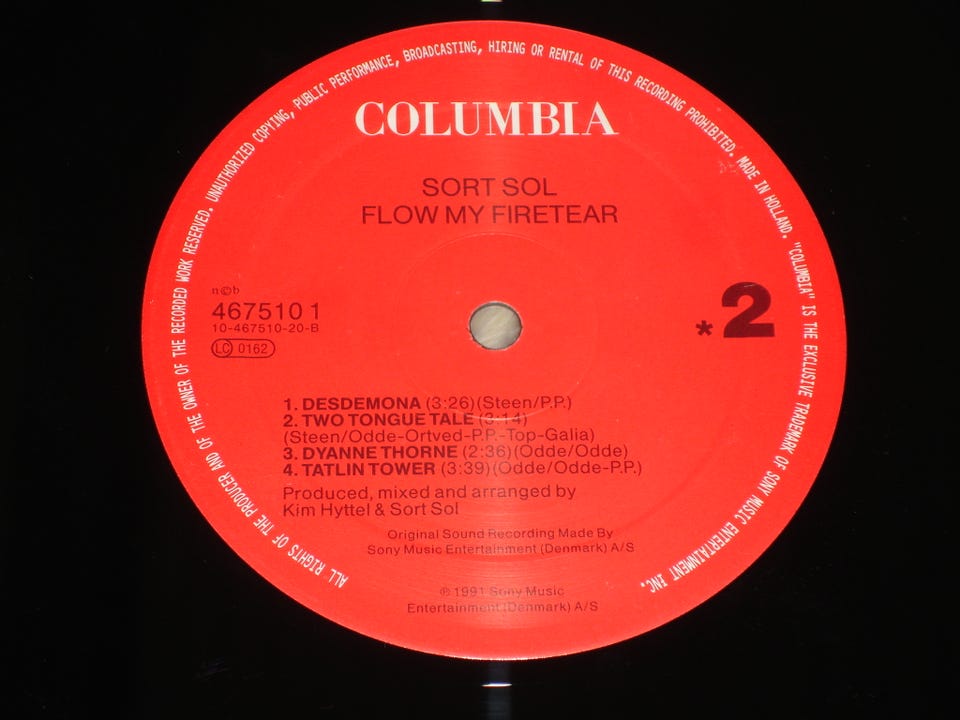 ALL RIGHTS OF THE PRODUCER AND OF THE OWNER OF THE RECORDED WORK RESERVED. UNAUTHORIZED COPYING, PUBLIC PERFORMANCE, BROADCASTING, HIRING OR RENTAL OF THIS RECORDING PROHIBITED. MADE IN HOLLAND. "COLUMBIA" IS THE EXCLUSIVE TRADEMARK OF SONY MUSIC ENTERTAINMENT INC.
COLUMBIA
SORT SOL
FLOW MY FIRETEAR
n©b
467510 1
10-467510-20-B
LC 0162
*2
1. DESDEMONA (3:26)(Steen/P.P.)
2. TWO TONGUE TALE (3:14)
(Steen/Odde-Ortved-P.P.-Top-Galia)
3. DYANNE THORNE (2:36)(Odde/Odde)
4. TATLIN TOWER (3:39)(Odde/Odde-P.P.)
Produced, mixed and arranged by
Kim Hyttel & Sort Sol
Original Sound Recording Made By
Sony Music Entertainment (Denmark) A/S
℗ 1991 Sony Music
Entertainment (Denmark) A/S